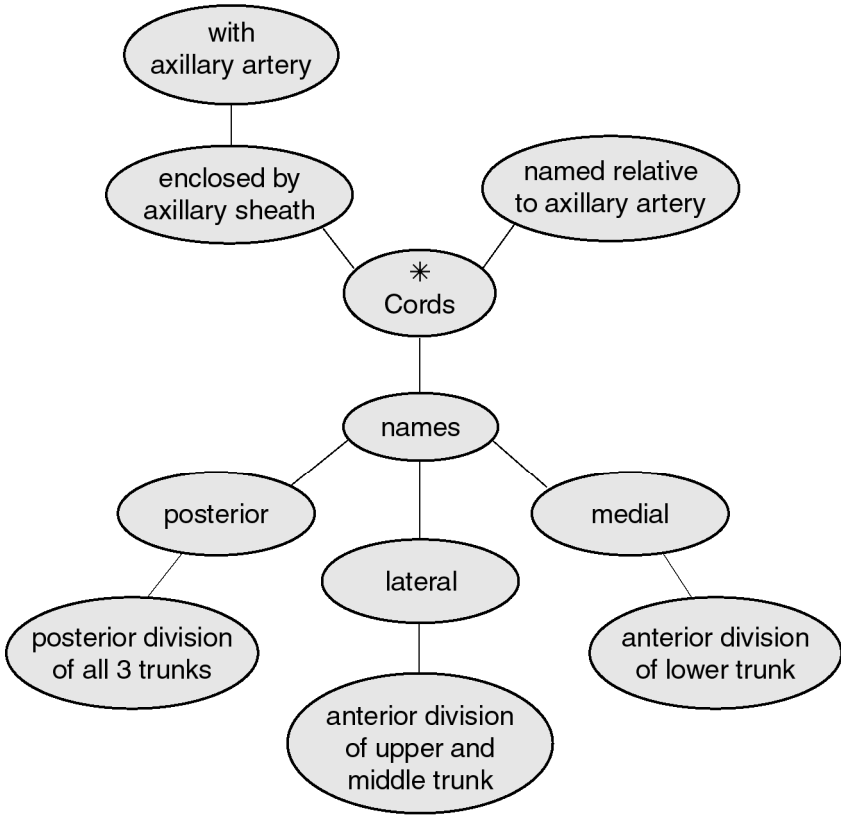 with
axillary artery
enclosed by
axillary sheath
named relative
to axillary artery
*
Cords
names
posterior
lateral
medial
posterior division
of all 3 trunks
anterior division
of upper and
middle trunk
anterior division
of lower trunk